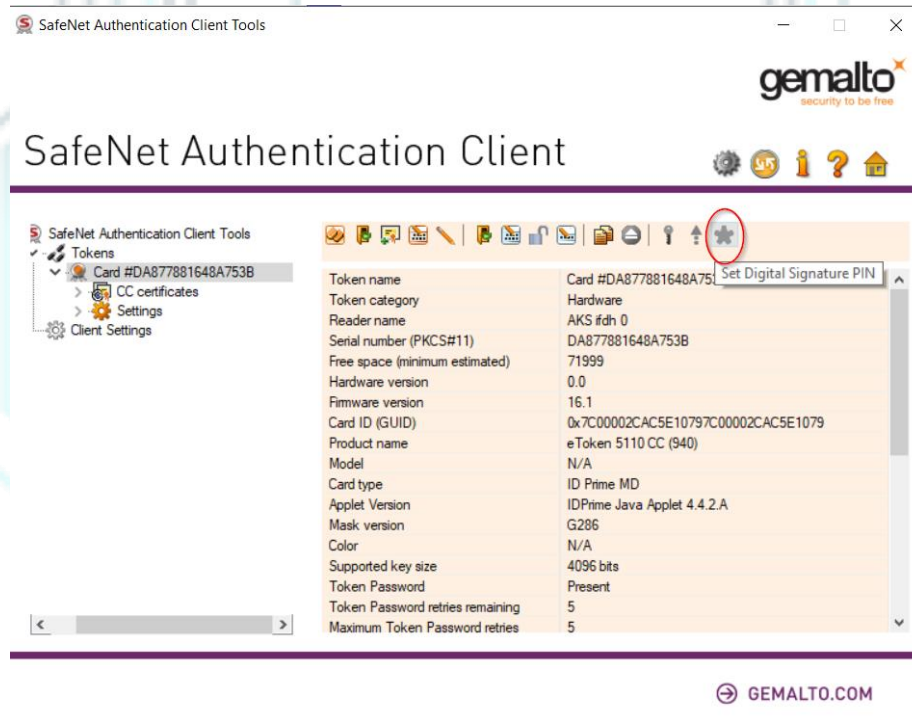 SafeNet Authentication Client Tools
gemalto
security to be free
SafeNet Authentication Client
SafeNet Authentication Client Tools
Tokens
Card #DA877881648A753B
CC certificates
Settings
Client Settings
Set Digital Signature PIN
Token name Card #DA877881648A75
Token category Hardware
Reader name AKS ifdh 0
Serial number (PKCS#11) DA877881648A753B
Free space (minimum estimated) 71999
Hardware version 0.0
Firmware version 16.1
Card ID (GUID) 0x7C00002CAC5E10797C00002CAC5E1079
Product name eToken 5110 CC (940)
Model N/A
Card type ID Prime MD
Applet Version IDPrime Java Applet 4.4.2.A
Mask version G286
Color N/A
Supported key size 4096 bits
Token Password Present
Token Password retries remaining 5
Maximum Token Password retries 5
GEMALTO.COM